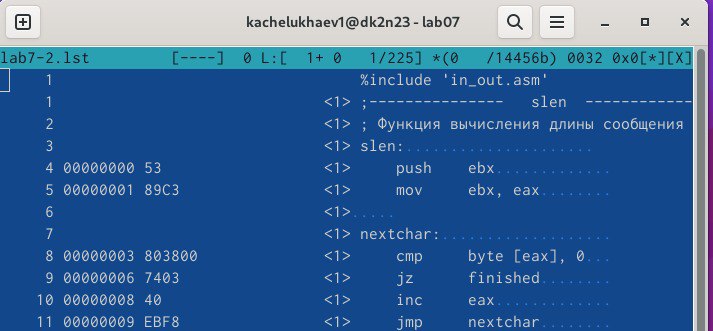 kachelukhaev1@dk2n23 - lab07
lab7-2.lst [----] 0 L:[ 1+ 0 1/225] *(0 /14456b) 0032 0x0[*][X]
1 %include 'in_out.asm'
1 <1> ;--------------- slen ------------
2 <1> ; Функция вычисления длины сообщения
3 <1> slen:.....................
4 00000000 53 <1> push ebx.............
5 00000001 89C3 <1> mov ebx, eax........
6 <1>.....
7 <1> nextchar:...................
8 00000003 803800 <1> cmp byte [eax], 0...
9 00000006 7403 <1> jz finished........
10 00000008 40 <1> inc eax.............
11 00000009 EBF8 <1> jmp nextchar........